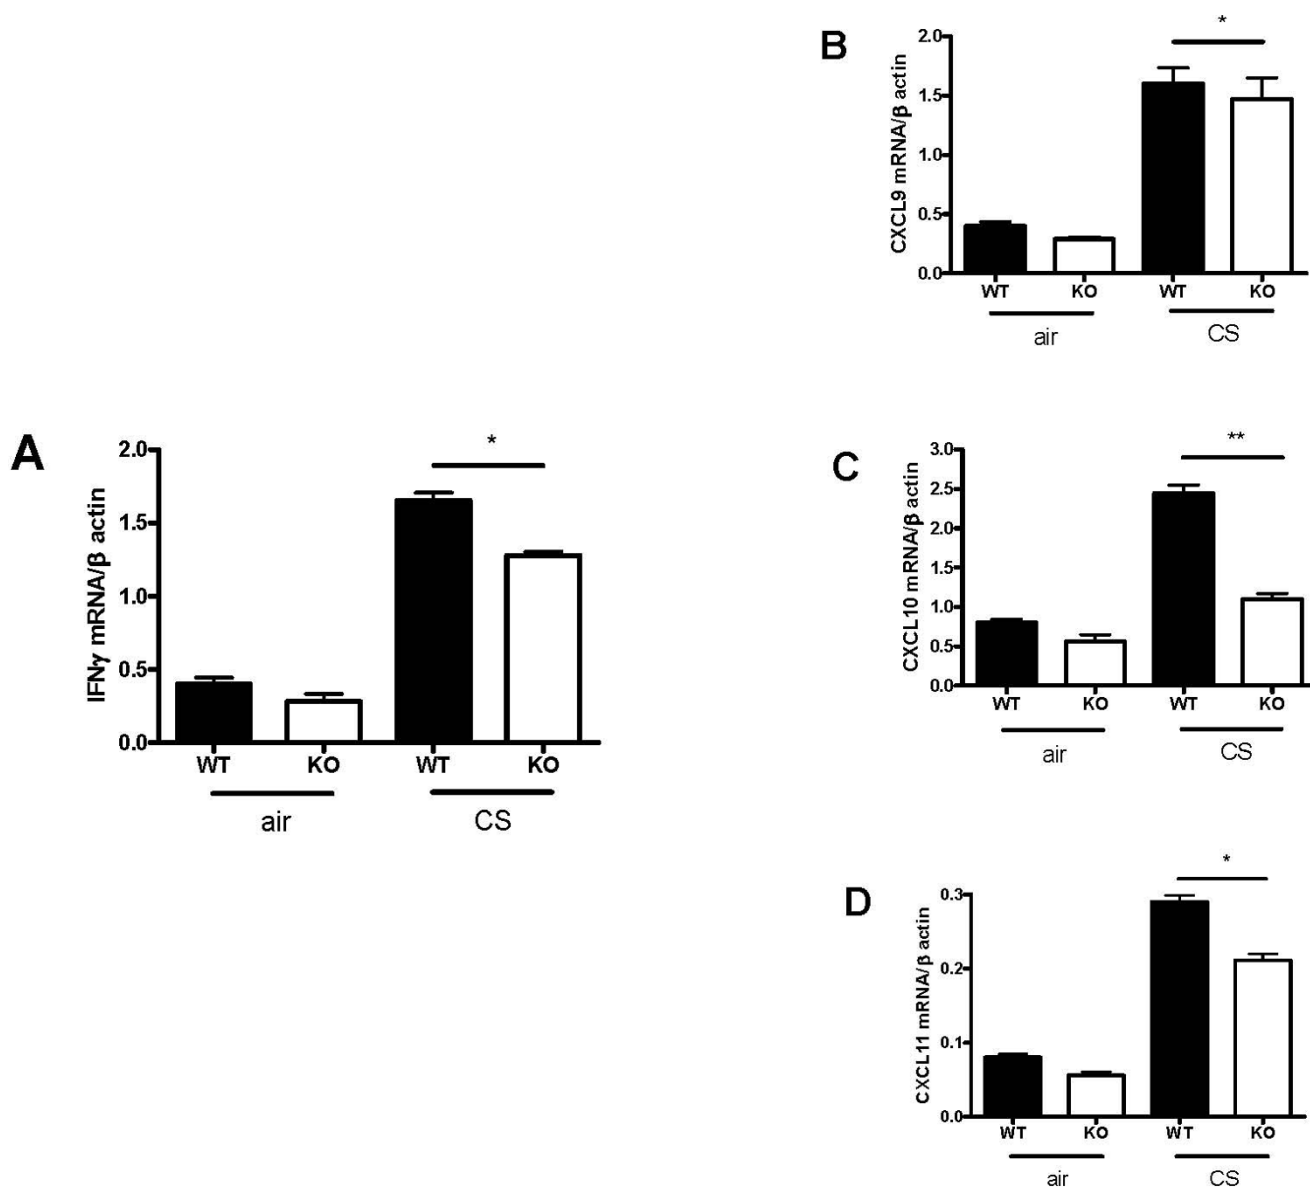 A
IFNγ mRNA/β actin
2.0
1.5
1.0
0.5
0.0
*
WT
KO
WT
KO
air
CS
B
CXCL9 mRNA/β actin
2.0
1.5
1.0
0.5
0.0
*
WT
KO
WT
KO
air
CS
C
CXCL10 mRNA/β actin
3.0
2.5
2.0
1.5
1.0
0.5
0.0
**
WT
KO
WT
KO
air
CS
D
CXCL11 mRNA/β actin
0.3
0.2
0.1
0.0
*
WT
KO
WT
KO
air
CS